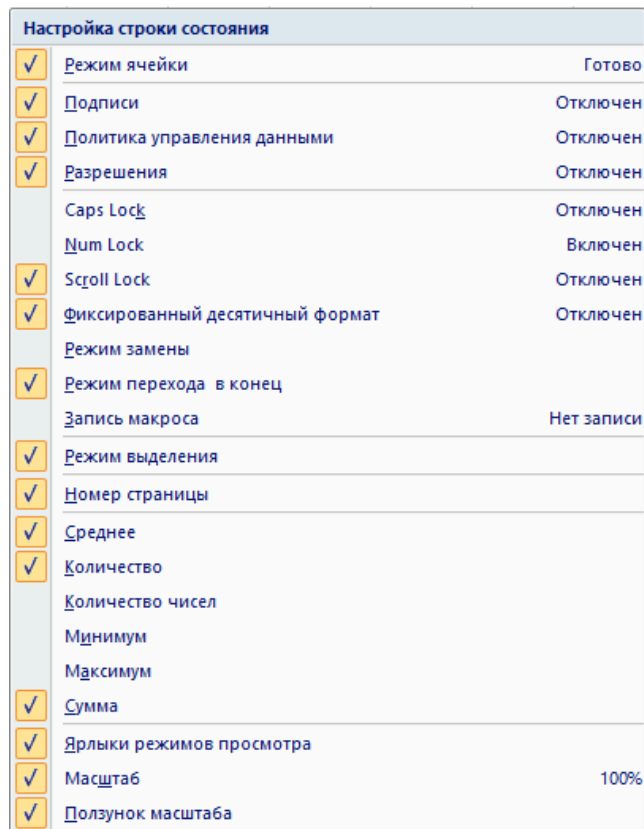 Настройка строки состояния
Режим ячейки Готово
Подписи Отключен
Политика управления данными Отключен
Разрешения Отключен
Caps Lock Отключен
Num Lock Включен
Scroll Lock Отключен
Фиксированный десятичный формат Отключен
Режим замены
Режим перехода в конец
Запись макроса Нет записи
Режим выделения
Номер страницы
Среднее
Количество
Количество чисел
Минимум
Максимум
Сумма
Ярлыки режимов просмотра
Масштаб 100%
Ползунок масштаба